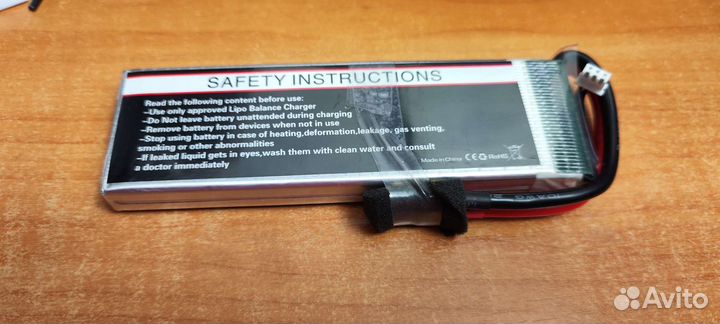 SAFETY INSTRUCTIONS
Read the following content before use:
-Use only approved Lipo Balance Charger
-Do Not leave battery unattended during charging
-Remove battery from devices when not in use
-Stop using battery in case of heating,deformation,leakage, gas venting,
smoking or other abnormalities
-If leaked liquid gets in eyes,wash them with clean water and consult
a doctor immediately
Made in China CE RoHS
Avito